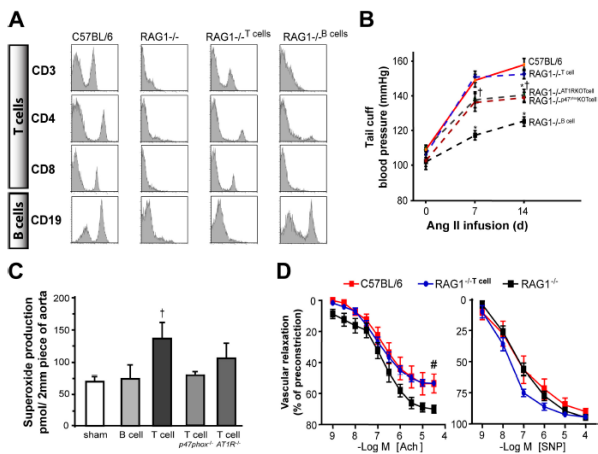 A
C57BL/6 RAG1-/- RAG1-/-T cells RAG1-/-B cells
T cells
CD3
CD4
CD8
B cells
CD19
B
Tail cuff
blood pressure (mmHg)
160
140
120
100
80
0 7 14
Ang II infusion (d)
C57BL/6
RAG1-/-T cell
RAG1-/-AT1RKOTcell
RAG1-/-p47phoxKOTcell
RAG1-/-B cell
†
*†
*
*
C
Superoxide production
pmol/ 2mm piece of aorta
200
150
100
50
0
†
sham B cell T cell T cell T cell
p47phox-/- AT1R-/-
D
C57BL/6 RAG1-/-T cell RAG1-/-
Vascular relaxation
(% of preconstriction)
0
20
40
60
80
#
9 8 7 6 5 4
-Log M [Ach]
0
25
50
75
100
9 8 7 6 5 4
-Log M [SNP]